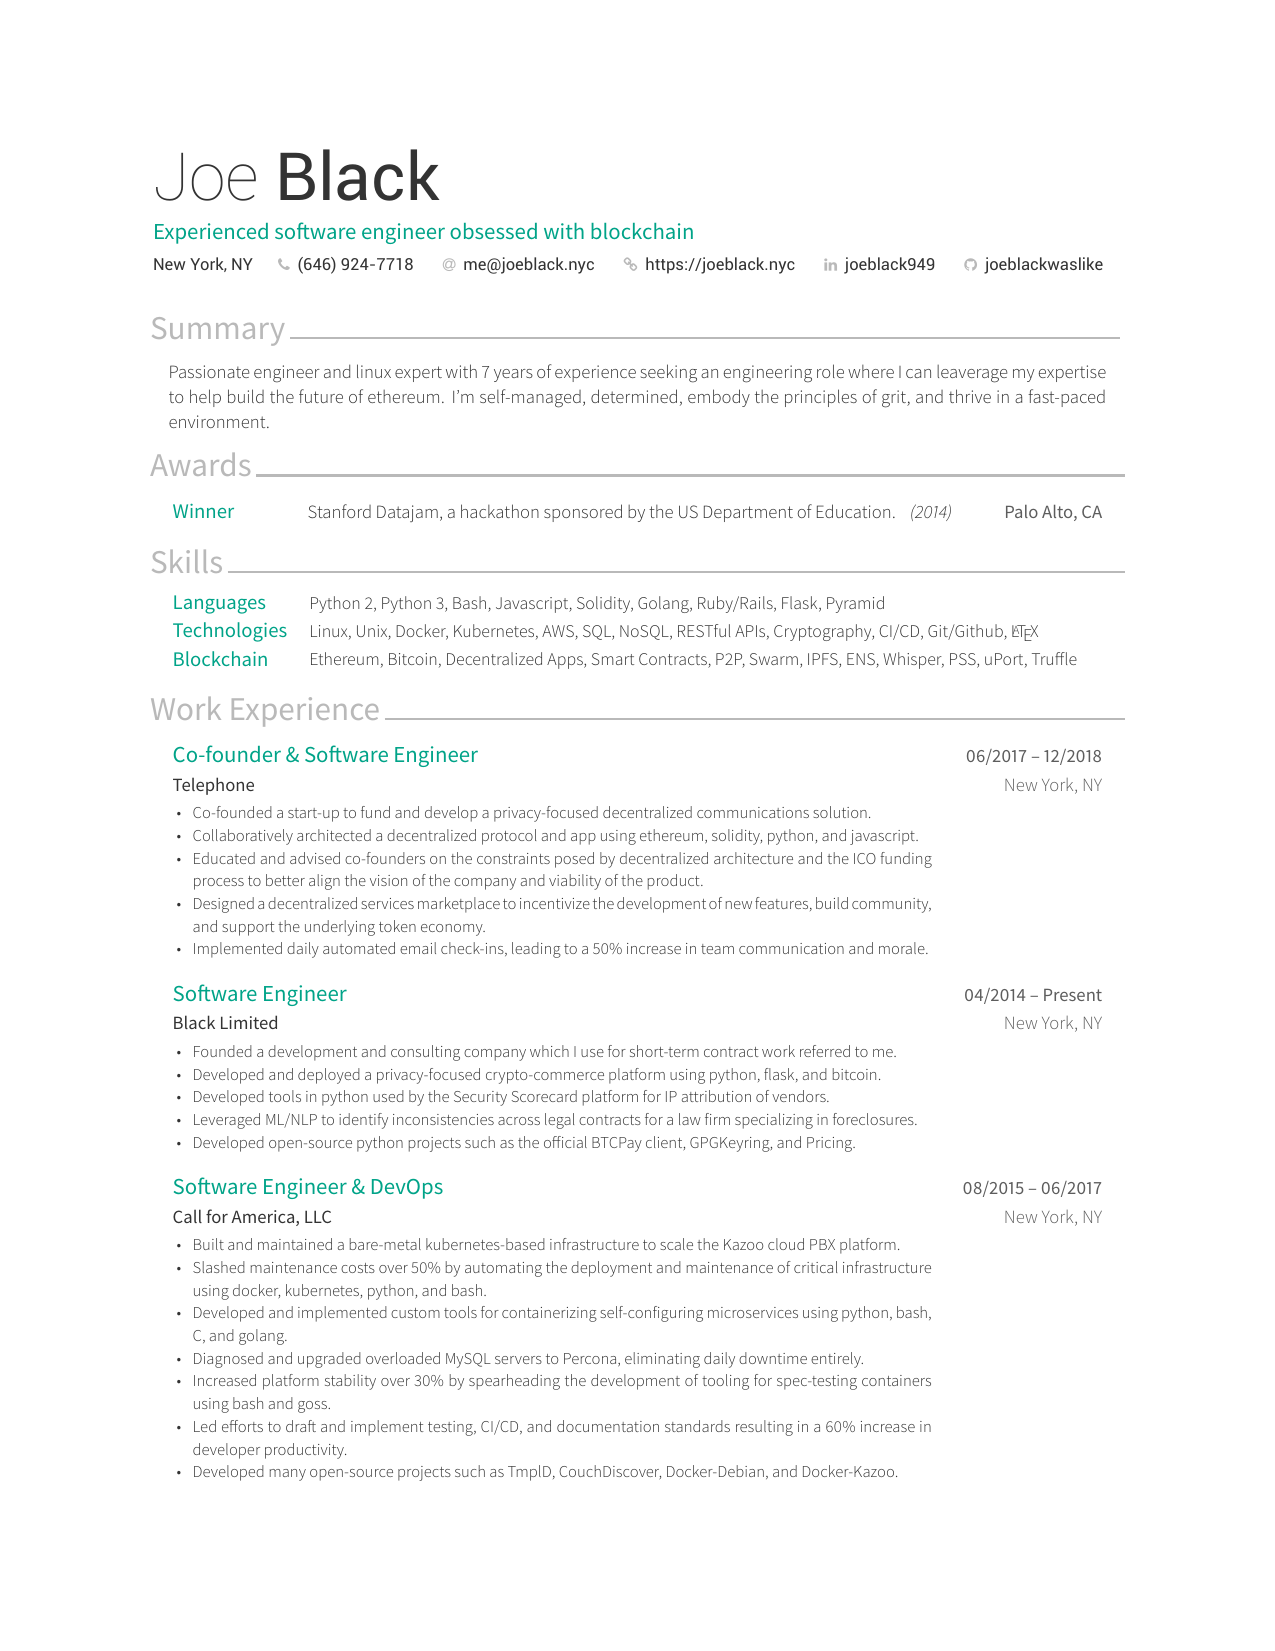 Joe Black
Experienced software engineer obsessed with blockchain
New York, NY (646) 924-7718 me@joeblack.nyc https://joeblack.nyc joeblack949 joeblackwaslike
Summary
Passionate engineer and linux expert with 7 years of experience seeking an engineering role where I can leaverage my expertise
to help build the future of ethereum. I'm self-managed, determined, embody the principles of grit, and thrive in a fast-paced
environment.
Awards
Winner Stanford Datajam, a hackathon sponsored by the US Department of Education. (2014) Palo Alto, CA
Skills
Languages Python 2, Python 3, Bash, Javascript, Solidity, Golang, Ruby/Rails, Flask, Pyramid
Technologies Linux, Unix, Docker, Kubernetes, AWS, SQL, NoSQL, RESTful APIs, Cryptography, CI/CD, Git/Github, LATEX
Blockchain Ethereum, Bitcoin, Decentralized Apps, Smart Contracts, P2P, Swarm, IPFS, ENS, Whisper, PSS, uPort, Truffle
Work Experience
Co-founder & Software Engineer 06/2017 – 12/2018
Telephone New York, NY
• Co-founded a start-up to fund and develop a privacy-focused decentralized communications solution.
• Collaboratively architected a decentralized protocol and app using ethereum, solidity, python, and javascript.
• Educated and advised co-founders on the constraints posed by decentralized architecture and the ICO funding
process to better align the vision of the company and viability of the product.
• Designed a decentralized services marketplace to incentivize the development of new features, build community,
and support the underlying token economy.
• Implemented daily automated email check-ins, leading to a 50% increase in team communication and morale.
Software Engineer 04/2014 – Present
Black Limited New York, NY
• Founded a development and consulting company which I use for short-term contract work referred to me.
• Developed and deployed a privacy-focused crypto-commerce platform using python, flask, and bitcoin.
• Developed tools in python used by the Security Scorecard platform for IP attribution of vendors.
• Leveraged ML/NLP to identify inconsistencies across legal contracts for a law firm specializing in foreclosures.
• Developed open-source python projects such as the official BTCPay client, GPGKeyring, and Pricing.
Software Engineer & DevOps 08/2015 – 06/2017
Call for America, LLC New York, NY
• Built and maintained a bare-metal kubernetes-based infrastructure to scale the Kazoo cloud PBX platform.
• Slashed maintenance costs over 50% by automating the deployment and maintenance of critical infrastructure
using docker, kubernetes, python, and bash.
• Developed and implemented custom tools for containerizing self-configuring microservices using python, bash,
C, and golang.
• Diagnosed and upgraded overloaded MySQL servers to Percona, eliminating daily downtime entirely.
• Increased platform stability over 30% by spearheading the development of tooling for spec-testing containers
using bash and goss.
• Led efforts to draft and implement testing, CI/CD, and documentation standards resulting in a 60% increase in
developer productivity.
• Developed many open-source projects such as TmplD, CouchDiscover, Docker-Debian, and Docker-Kazoo.